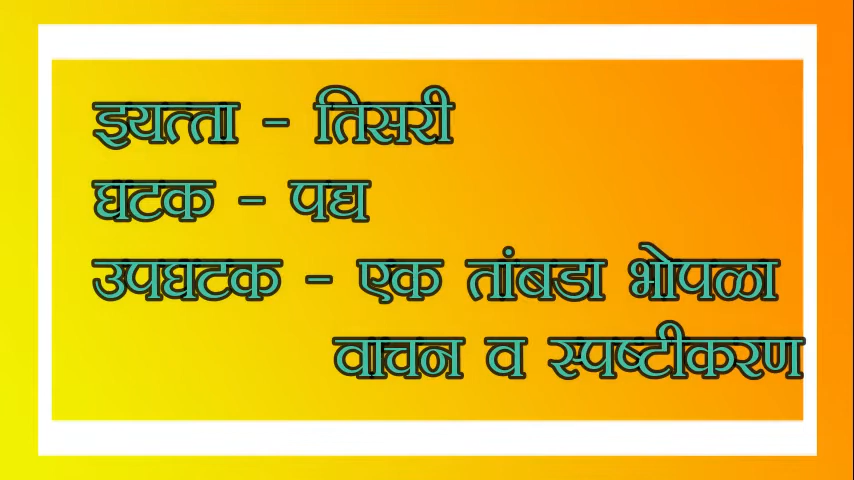 इयत्ता - तिसरी
घटक - पद्य
उपघटक - एक तांबडा भोपळा
वाचन व स्पष्टीकरण